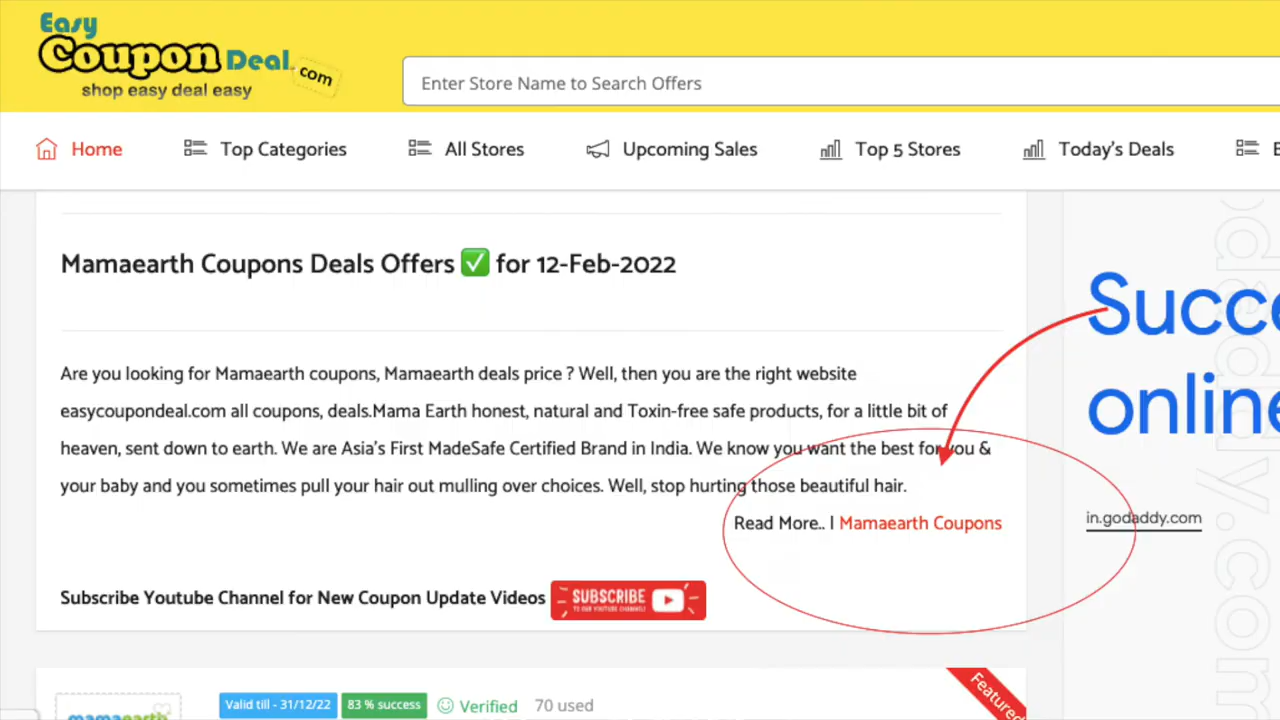 Easy
Coupon Deal.com
shop easy deal easy
Enter Store Name to Search Offers
Home Top Categories All Stores Upcoming Sales Top 5 Stores Today's Deals
Mamaearth Coupons Deals Offers ✅ for 12-Feb-2022
Are you looking for Mamaearth coupons, Mamaearth deals price ? Well, then you are the right website
easycoupondeal.com all coupons, deals.Mama Earth honest, natural and Toxin-free safe products, for a little bit of
heaven, sent down to earth. We are Asia's First MadeSafe Certified Brand in India. We know you want the best for you &
your baby and you sometimes pull your hair out mulling over choices. Well, stop hurting those beautiful hair.
Read More.. | Mamaearth Coupons
Subscribe Youtube Channel for New Coupon Update Videos
SUBSCRIBE
TO OUR YOUTUBE CHANNEL!
Succe
online
in.godaddy.com
godaddy.com
Valid till - 31/12/22 83 % success Verified 70 used
Featured
mamaearth